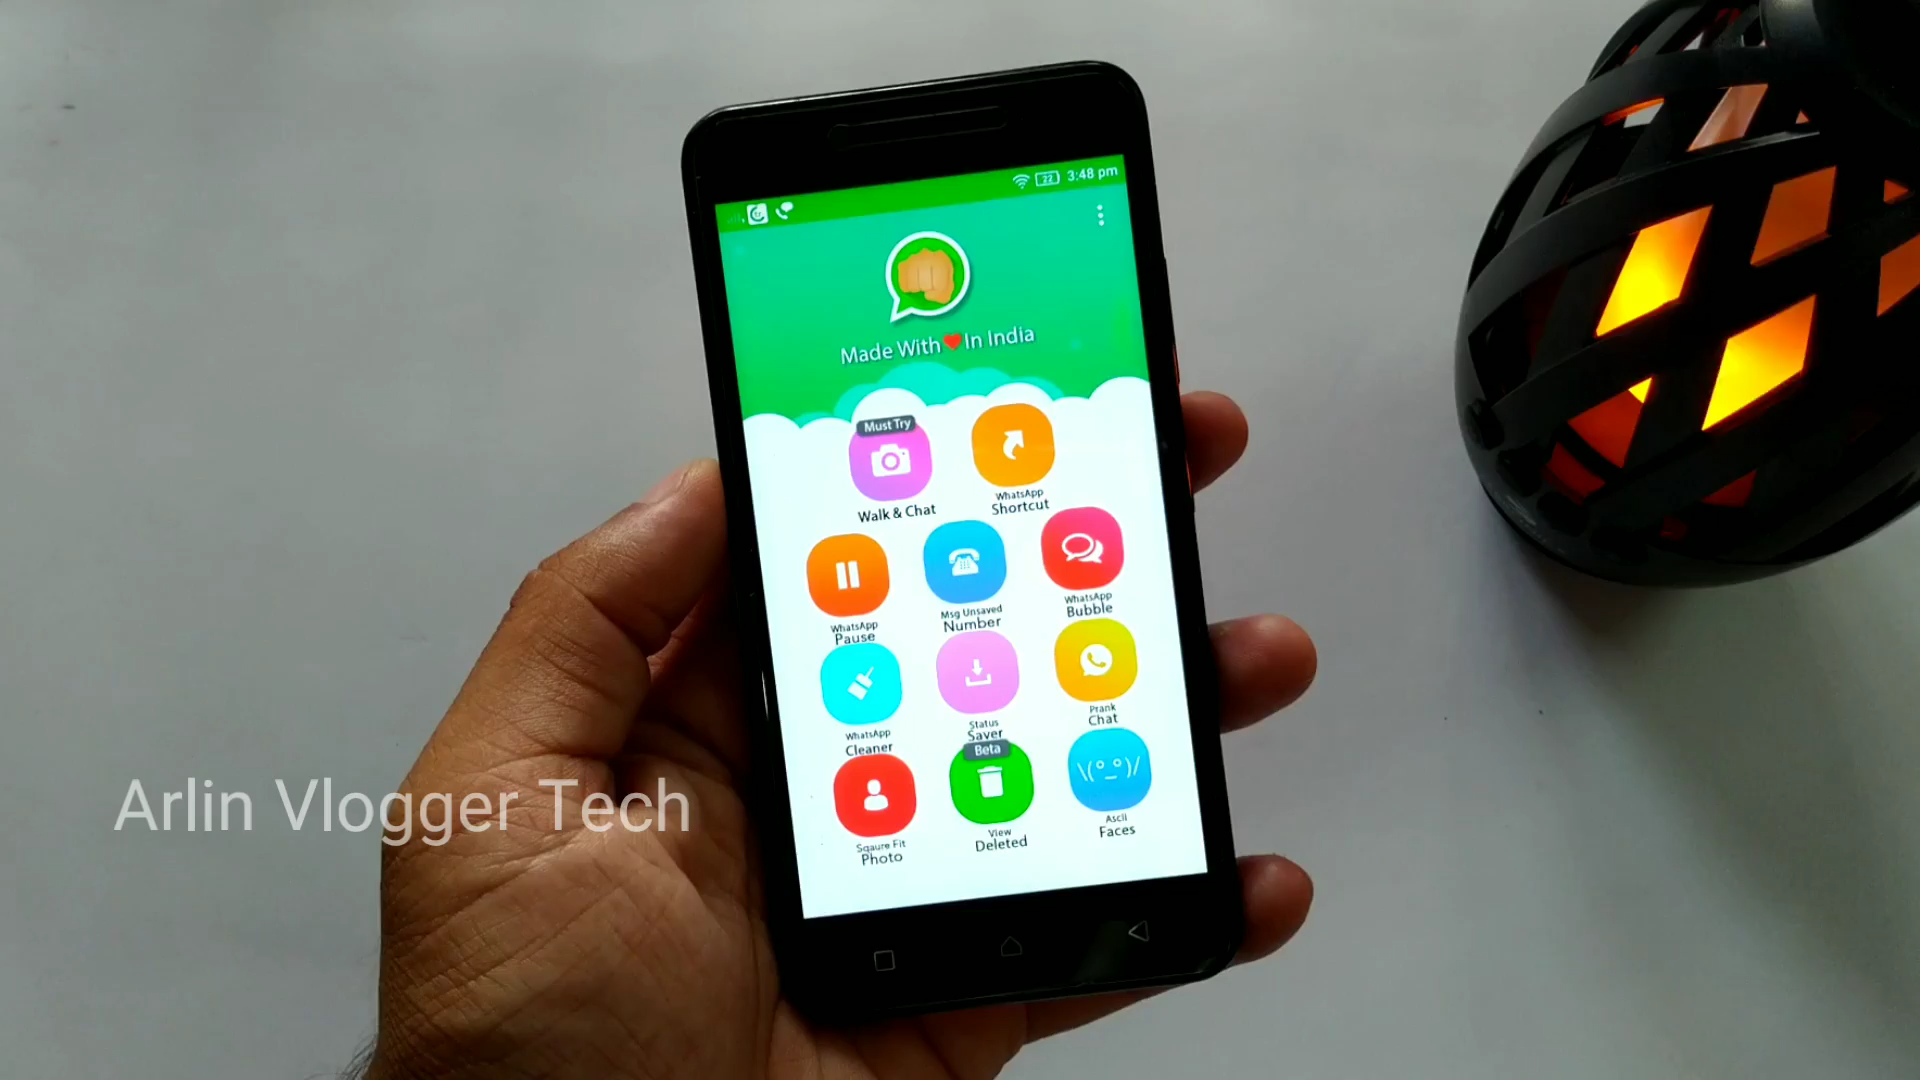 22 3:48 pm
Made With In India
Must Try
Walk & Chat
WhatsApp
Shortcut
WhatsApp
Pause
Msg Unsaved
Number
WhatsApp
Bubble
WhatsApp
Cleaner
Status
Saver
Prank
Chat
Sqaure Fit
Photo
Beta
View
Deleted
\(°_°)/
Ascii
Faces
Arlin Vlogger Tech